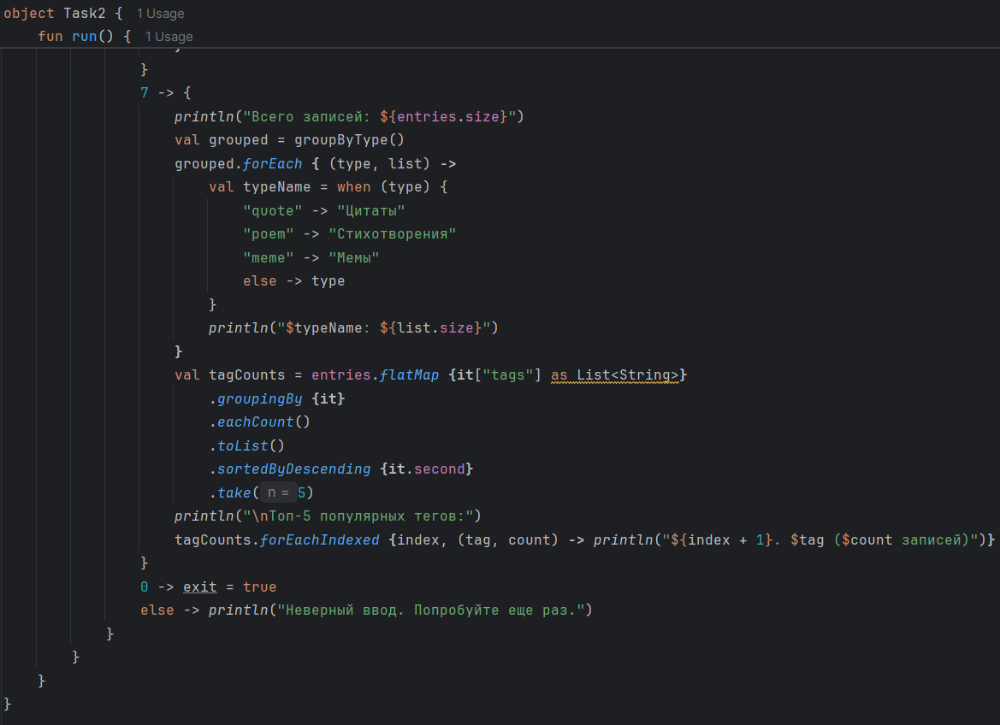 object Task2 {  1 Usage
    fun run() {  1 Usage
                }
                7 -> {
                    println("Всего записей: ${entries.size}")
                    val grouped = groupByType()
                    grouped.forEach { (type, list) ->
                        val typeName = when (type) {
                            "quote" -> "Цитаты"
                            "poem" -> "Стихотворения"
                            "meme" -> "Мемы"
                            else -> type
                        }
                        println("$typeName: ${list.size}")
                    }
                    val tagCounts = entries.flatMap {it["tags"] as List<String>}
                        .groupingBy {it}
                        .eachCount()
                        .toList()
                        .sortedByDescending {it.second}
                        .take( n = 5)
                    println("\nТоп-5 популярных тегов:")
                    tagCounts.forEachIndexed {index, (tag, count) -> println("${index + 1}. $tag ($count записей)")}
                }
                0 -> exit = true
                else -> println("Неверный ввод. Попробуйте еще раз.")
            }
        }
    }
}